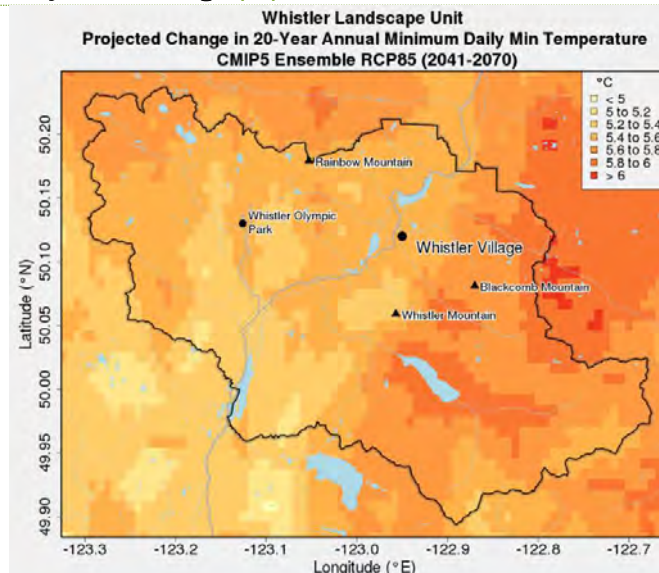 Whistler Landscape Unit
Projected Change in 20-Year Annual Minimum Daily Min Temperature
CMIP5 Ensemble RCP85 (2041-2070)
°C
< 5
5 to 5.2
5.2 to 5.4
5.4 to 5.6
5.6 to 5.8
5.8 to 6
> 6
Rainbow Mountain
Whistler Olympic
Park
Whistler Village
Blackcomb Mountain
Whistler Mountain
Latitude (°N)
50.20
50.15
50.10
50.05
50.00
49.95
49.90
-123.3
-123.2
-123.1
-123.0
-122.9
-122.8
-122.7
Longitude (°E)